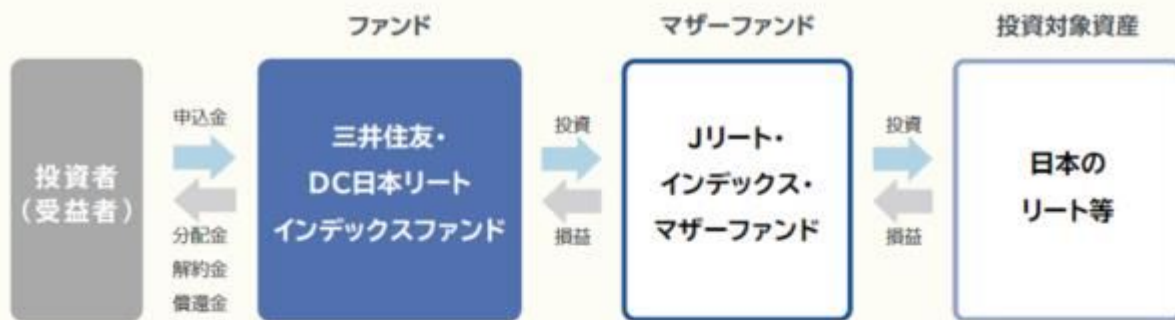 ファンド
マザーファンド
投資対象資産
投資者
（受益者）
申込金
分配金
解約金
償還金
三井住友・
DC日本リート
インデックスファンド
投資
損益
Jリート・
インデックス・
マザーファンド
投資
損益
日本の
リート等